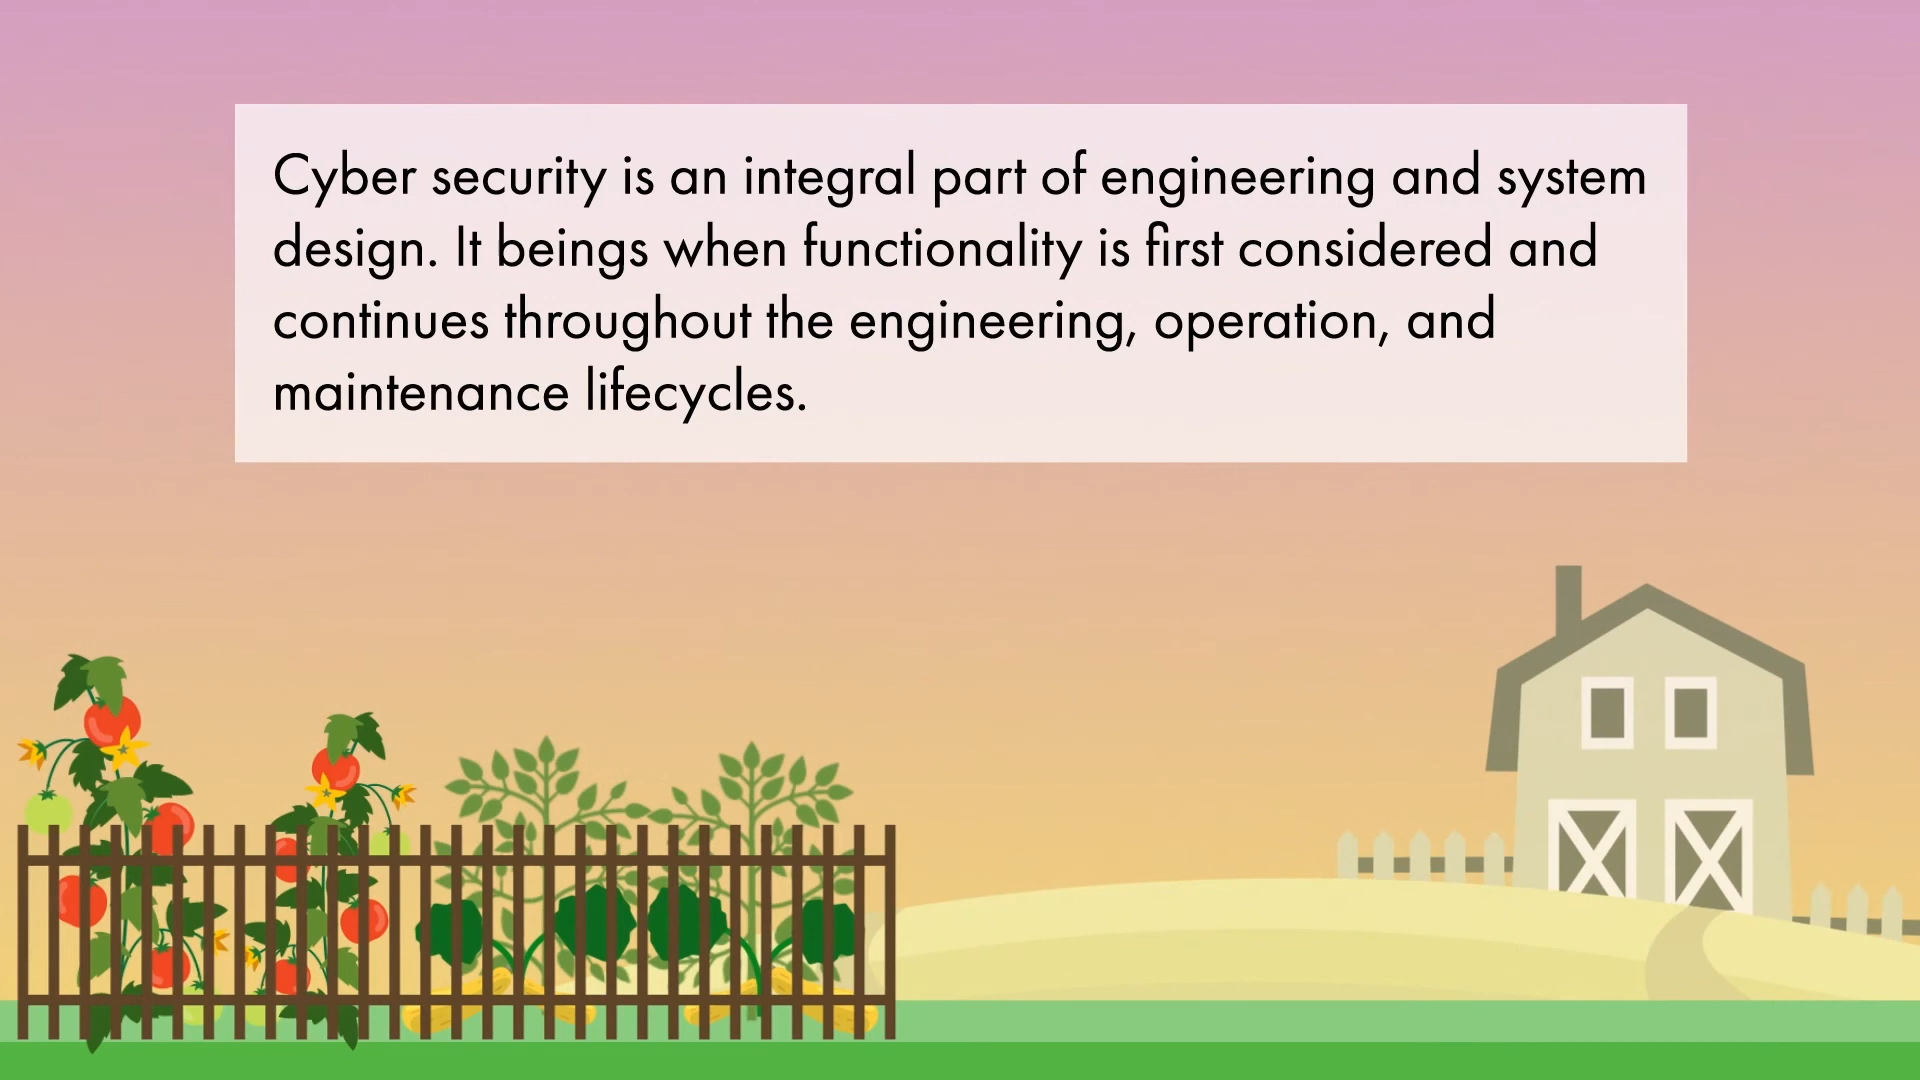 Cyber security is an integral part of engineering and system
design. It beings when functionality is first considered and
continues throughout the engineering, operation, and
maintenance lifecycles.